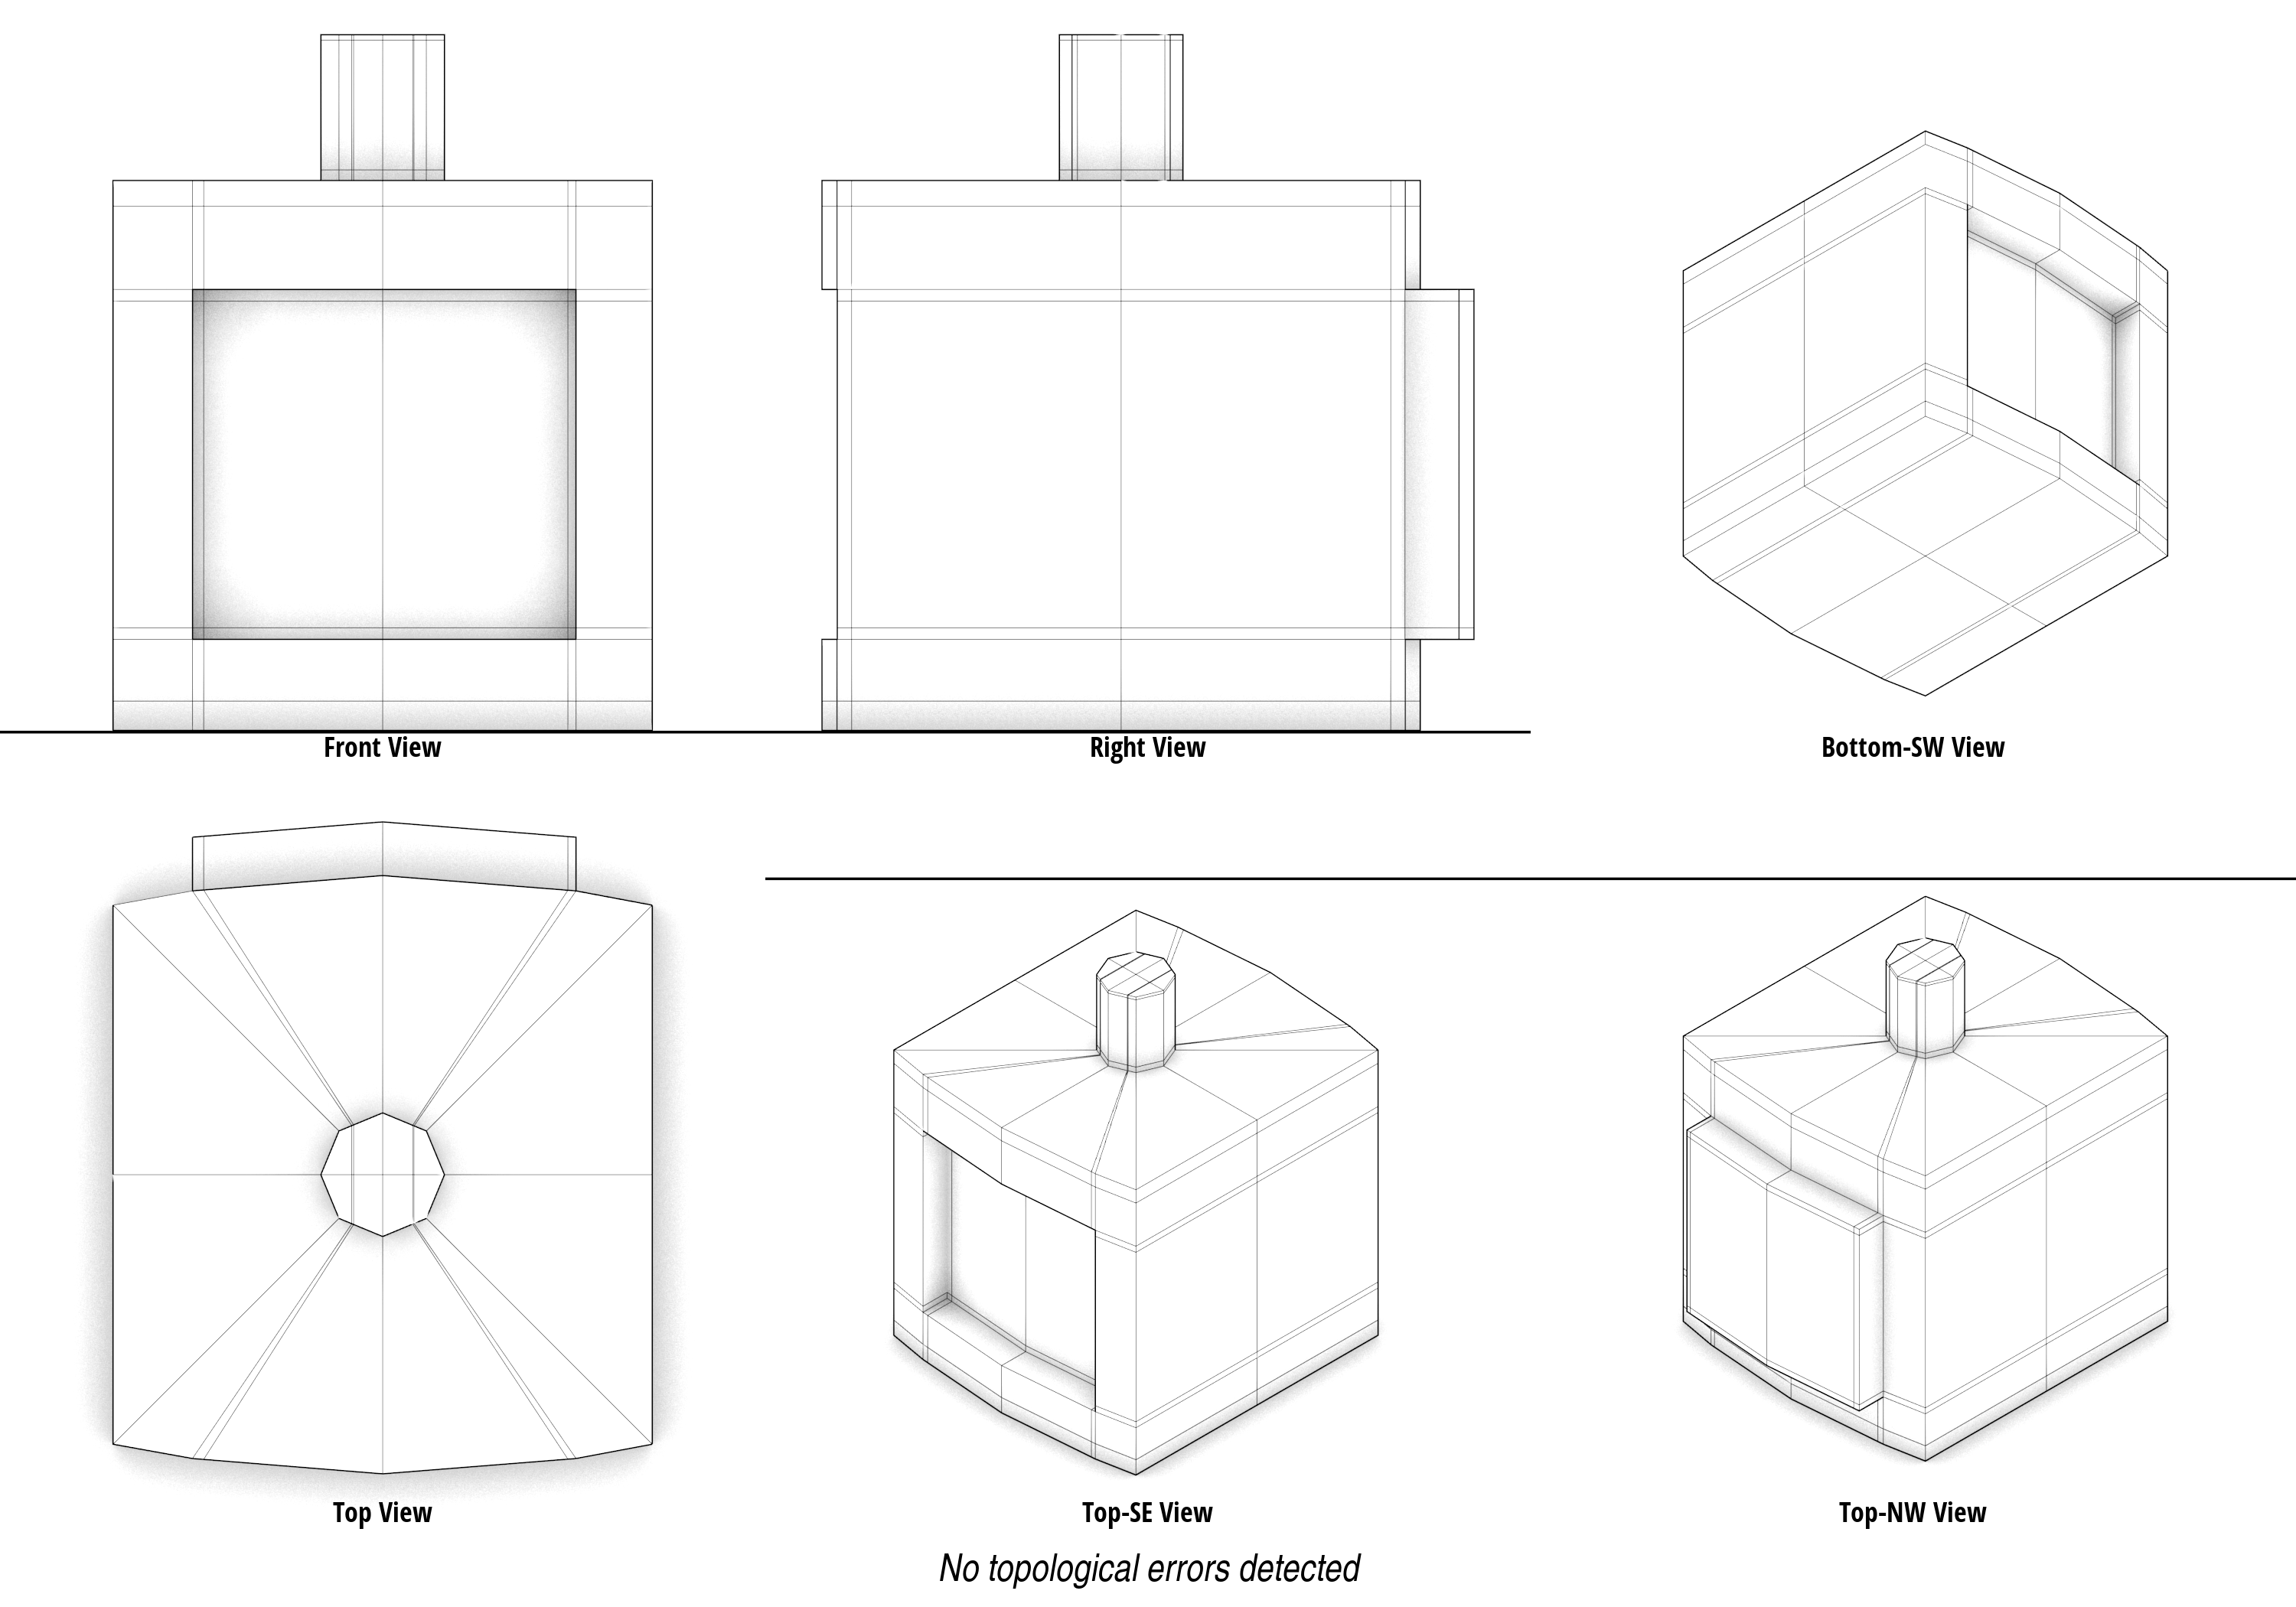 Front View
Right View
Bottom-SW View
Top View
Top-SE View
Top-NW View
No topological errors detected